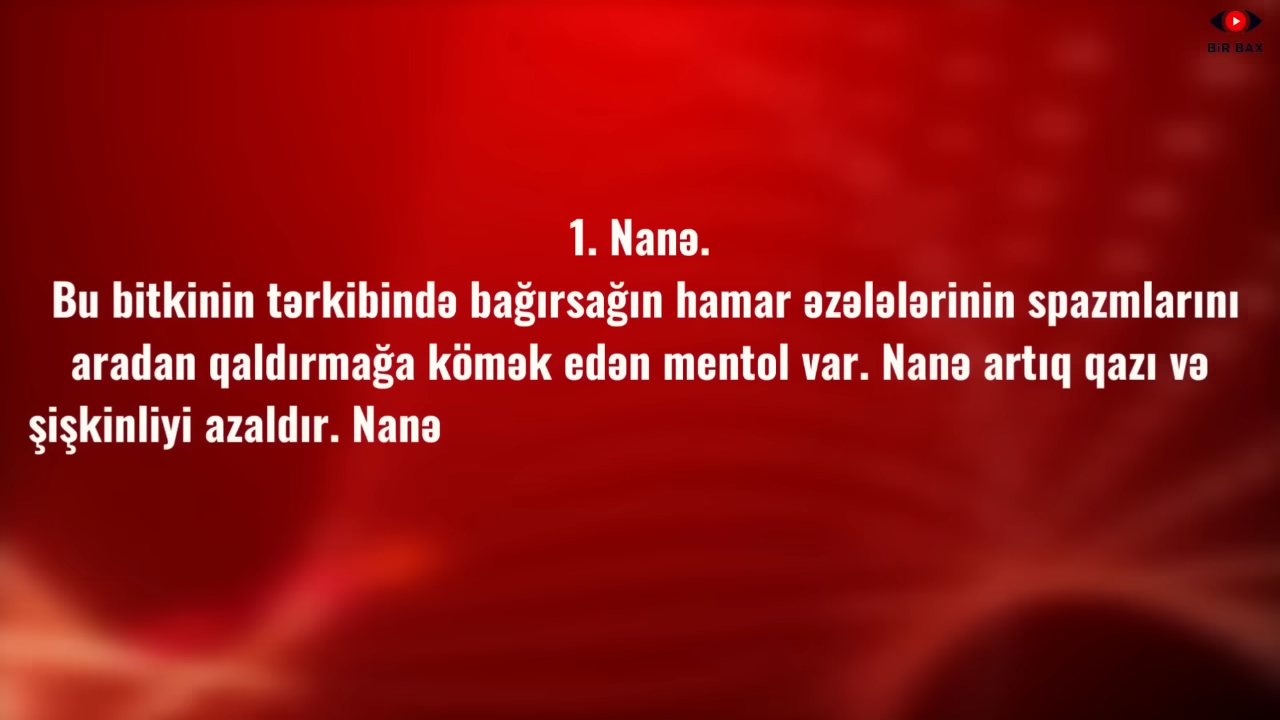 BiR BAX
1. Nanə.
Bu bitkinin tərkibində bağırsağın hamar əzələlərinin spazmlarını
aradan qaldırmağa kömək edən mentol var. Nanə artıq qazı və
şişkinliyi azaldır. Nanə